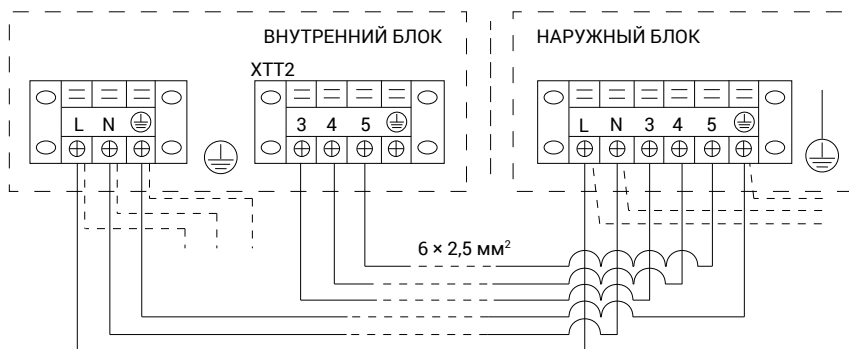 ВНУТРЕННИЙ БЛОК
НАРУЖНЫЙ БЛОК
XTT2
L N
3 4 5
L N 3 4 5
6 × 2,5 мм²